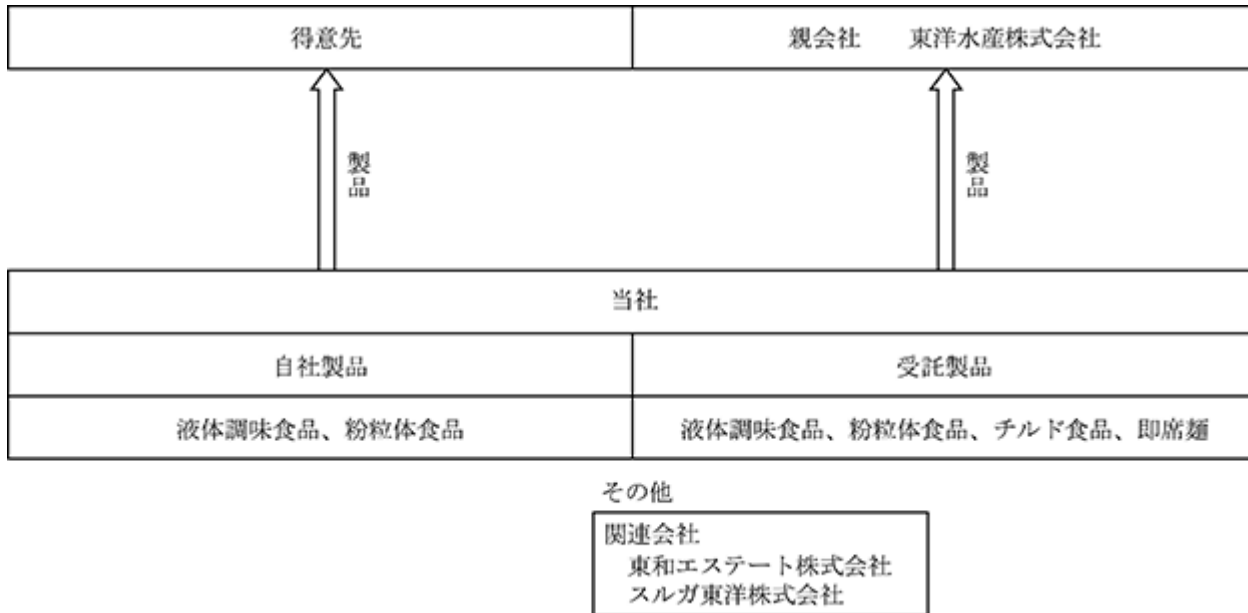 得意先
親会社　　東洋水産株式会社
製品
製品
当社
自社製品
受託製品
液体調味食品、粉粒体食品
液体調味食品、粉粒体食品、チルド食品、即席麺
その他
関連会社
東和エステート株式会社
スルガ東洋株式会社